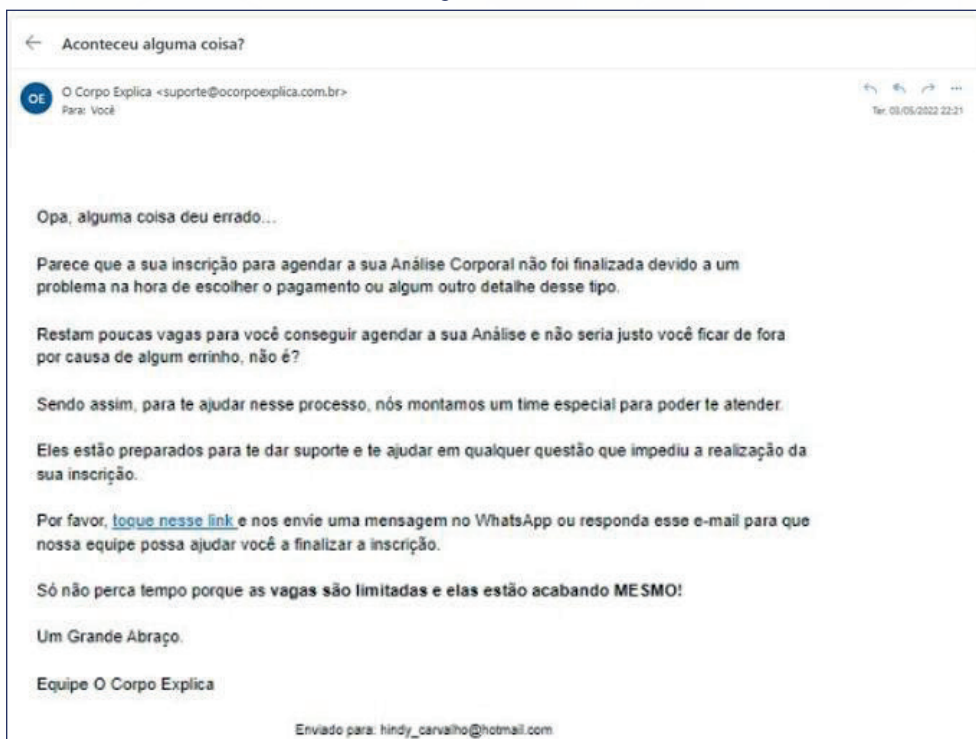 Aconteceu alguma coisa?
OE
O Corpo Explica <suporte@ocorpoexplica.com.br>
Para: Você
Ter, 03/05/2022 22:21
Opa, alguma coisa deu errado...
Parece que a sua inscrição para agendar a sua Análise Corporal não foi finalizada devido a um
problema na hora de escolher o pagamento ou algum outro detalhe desse tipo.
Restam poucas vagas para você conseguir agendar a sua Análise e não seria justo você ficar de fora
por causa de algum errinho, não é?
Sendo assim, para te ajudar nesse processo, nós montamos um time especial para poder te atender.
Eles estão preparados para te dar suporte e te ajudar em qualquer questão que impediu a realização da
sua inscrição.
Por favor, toque nesse link e nos envie uma mensagem no WhatsApp ou responda esse e-mail para que
nossa equipe possa ajudar você a finalizar a inscrição.
Só não perca tempo porque as vagas são limitadas e elas estão acabando MESMO!
Um Grande Abraço.
Equipe O Corpo Explica
Enviado para: hindy_carvalho@hotmail.com